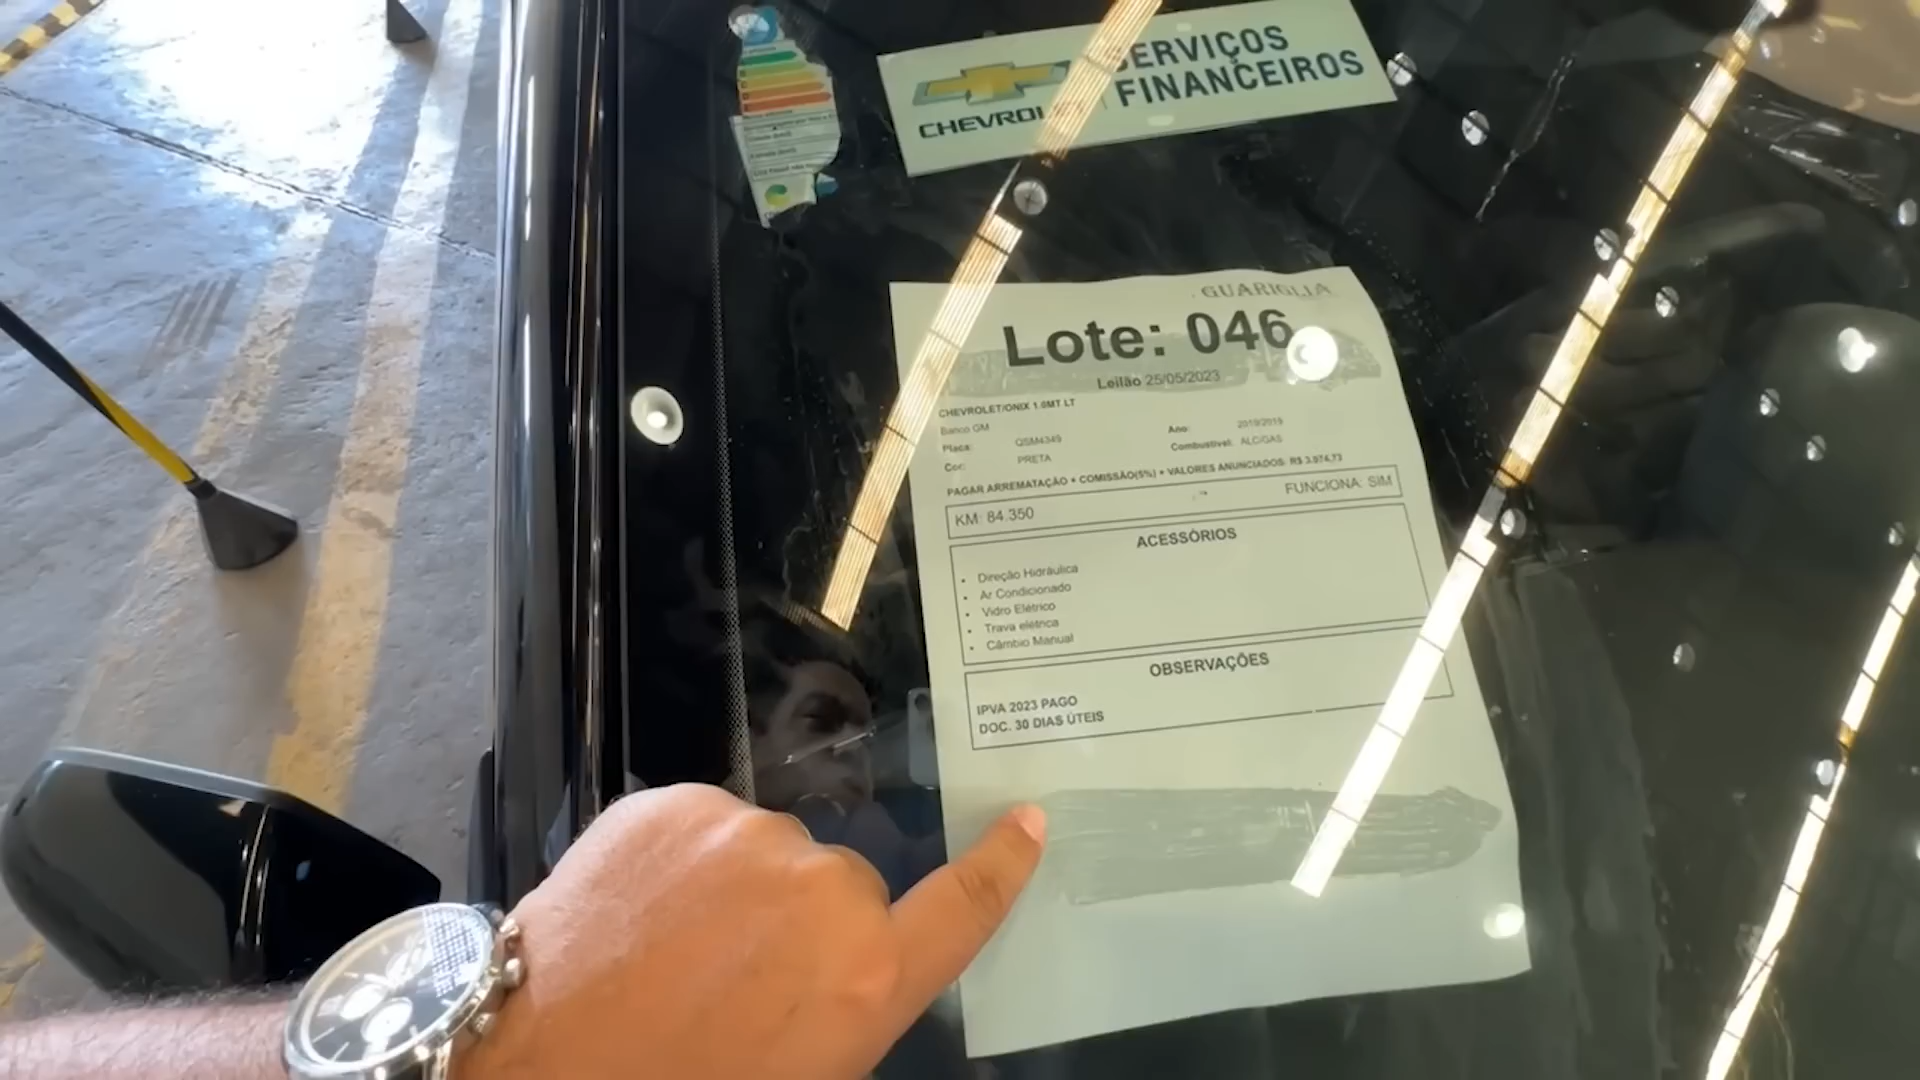 SERVIÇOS
FINANCEIROS
CHEVROLET
GUARIGLIA
Lote: 046
Leilão 25/05/2023
CHEVROLET/ONIX 1.0MT LT
Banco GM
Placa: QSM4349
Ano: 2019/2019
Cor: PRETA
Combustível: ALC/GAS
PAGAR ARREMATAÇÃO + COMISSÃO(5%) + VALORES ANUNCIADOS: R$ 3.074,73
KM: 84.350
FUNCIONA: SIM
ACESSÓRIOS
• Direção Hidráulica
• Ar Condicionado
• Vidro Elétrico
• Trava elétrica
• Câmbio Manual
OBSERVAÇÕES
IPVA 2023 PAGO
DOC. 30 DIAS ÚTEIS